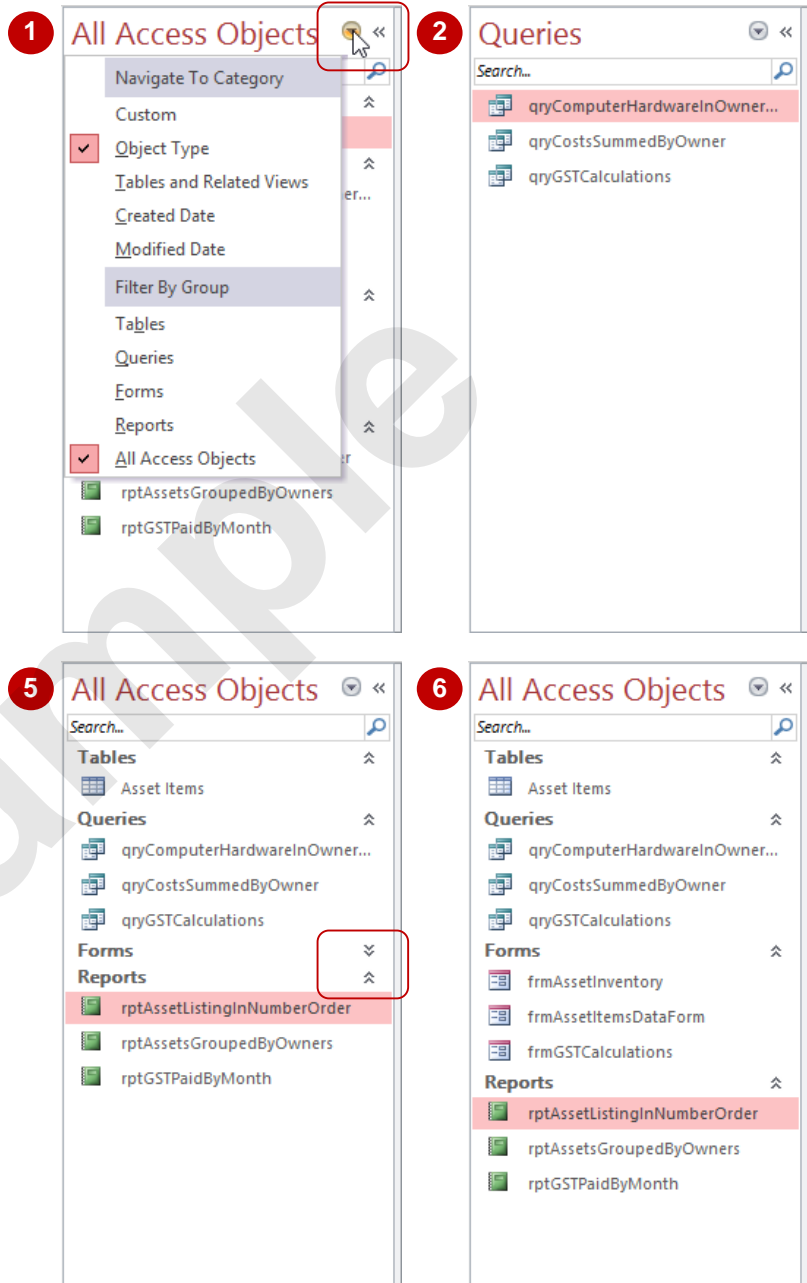 1
All Access Objects
Navigate To Category
Custom
Object Type
Tables and Related Views
er...
Created Date
Modified Date
Filter By Group
Tables
Queries
Forms
Reports
All Access Objects
r
rptAssetsGroupedByOwners
rptGSTPaidByMonth
2
Queries
Search...
qryComputerHardwareInOwner...
qryCostsSummedByOwner
qryGSTCalculations
5
All Access Objects
Search...
Tables
Asset Items
Queries
qryComputerHardwareInOwner...
qryCostsSummedByOwner
qryGSTCalculations
Forms
Reports
rptAssetListingInNumberOrder
rptAssetsGroupedByOwners
rptGSTPaidByMonth
6
All Access Objects
Search...
Tables
Asset Items
Queries
qryComputerHardwareInOwner...
qryCostsSummedByOwner
qryGSTCalculations
Forms
frmAssetInventory
frmAssetItemsDataForm
frmGSTCalculations
Reports
rptAssetListingInNumberOrder
rptAssetsGroupedByOwners
rptGSTPaidByMonth
ample